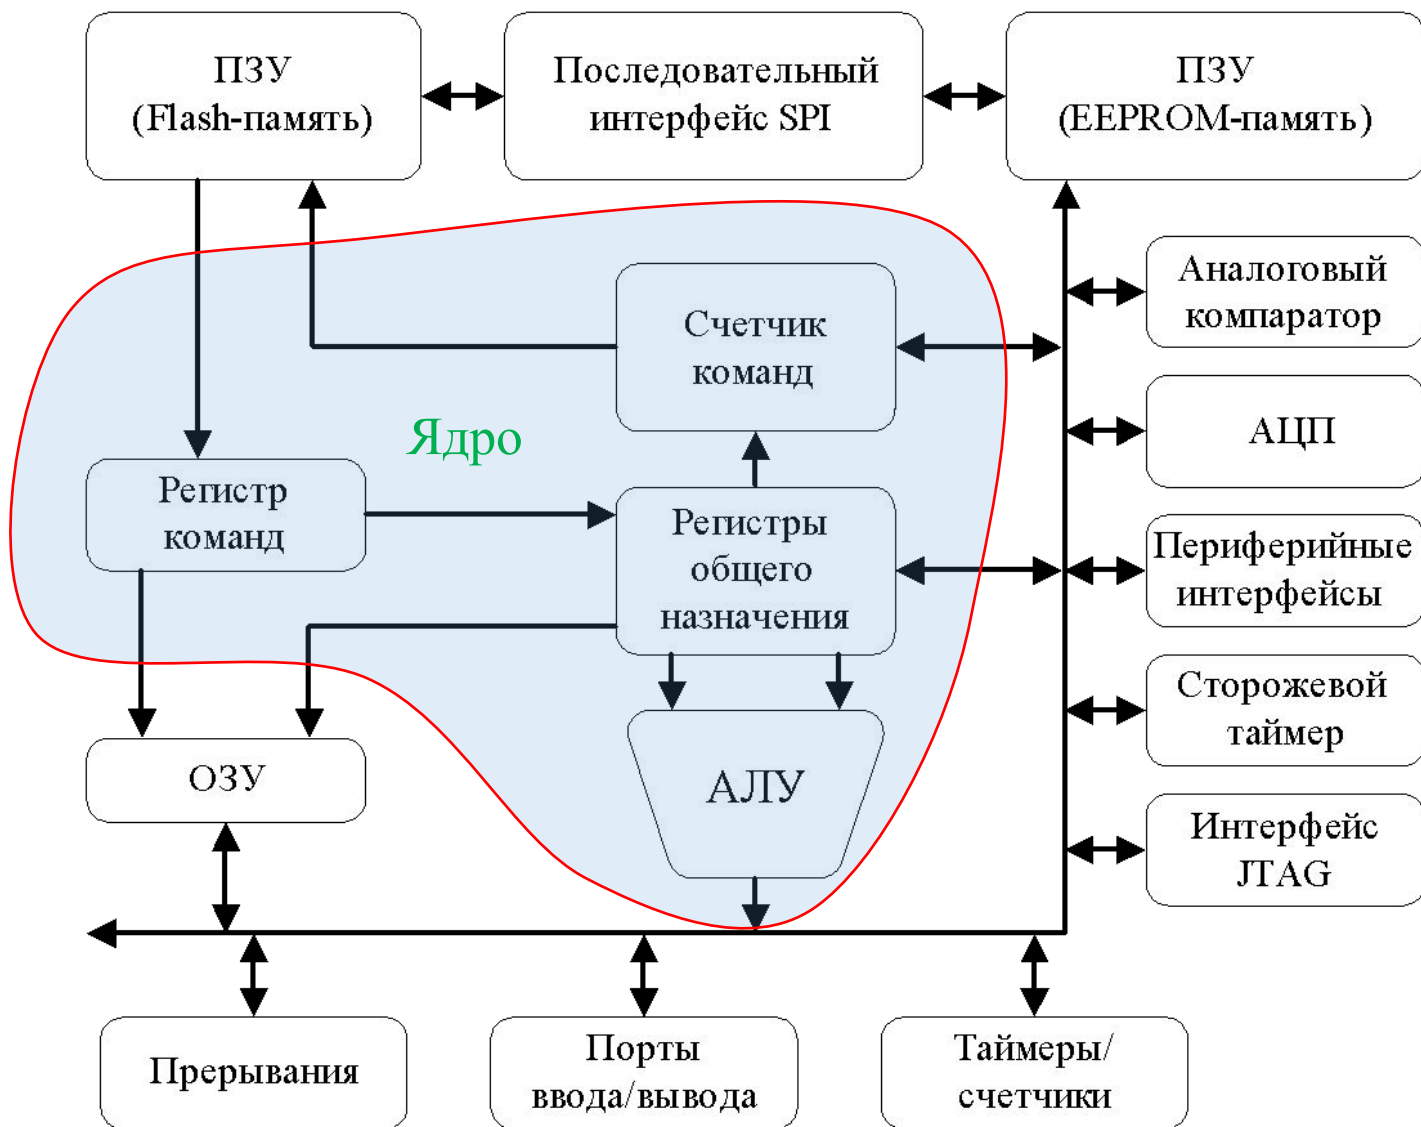 ПЗУ
(Flash-память)
Последовательный
интерфейс SPI
ПЗУ
(EEPROM-память)
Счетчик
команд
Аналоговый
компаратор
АЦП
Ядро
Регистр
команд
Регистры
общего
назначения
Периферийные
интерфейсы
Сторожевой
таймер
ОЗУ
АЛУ
Интерфейс
JTAG
Прерывания
Порты
ввода/вывода
Таймеры/
счетчики